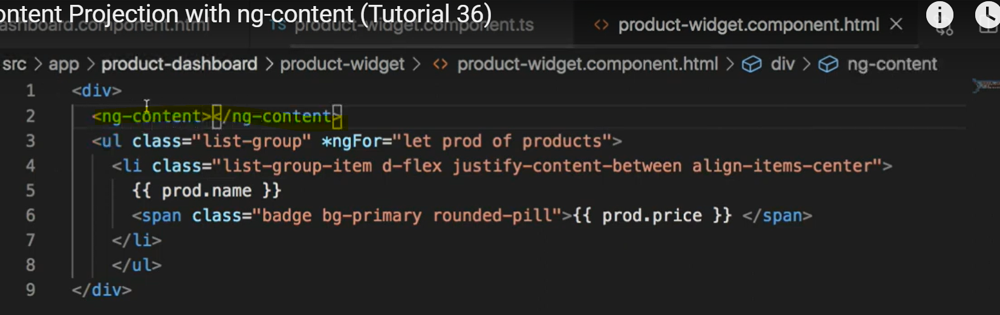 ontent Projection with ng-content (Tutorial 36)
ashboard.component.html TS product-widget.component.ts <> product-widget.component.html ×
src > app > product-dashboard > product-widget > <> product-widget.component.html > div > ng-content
1 <div>
2 <ng-content></ng-content>
3 <ul class="list-group" *ngFor="let prod of products">
4 <li class="list-group-item d-flex justify-content-between align-items-center">
5 {{ prod.name }}
6 <span class="badge bg-primary rounded-pill">{{ prod.price }} </span>
7 </li>
8 </ul>
9 </div>